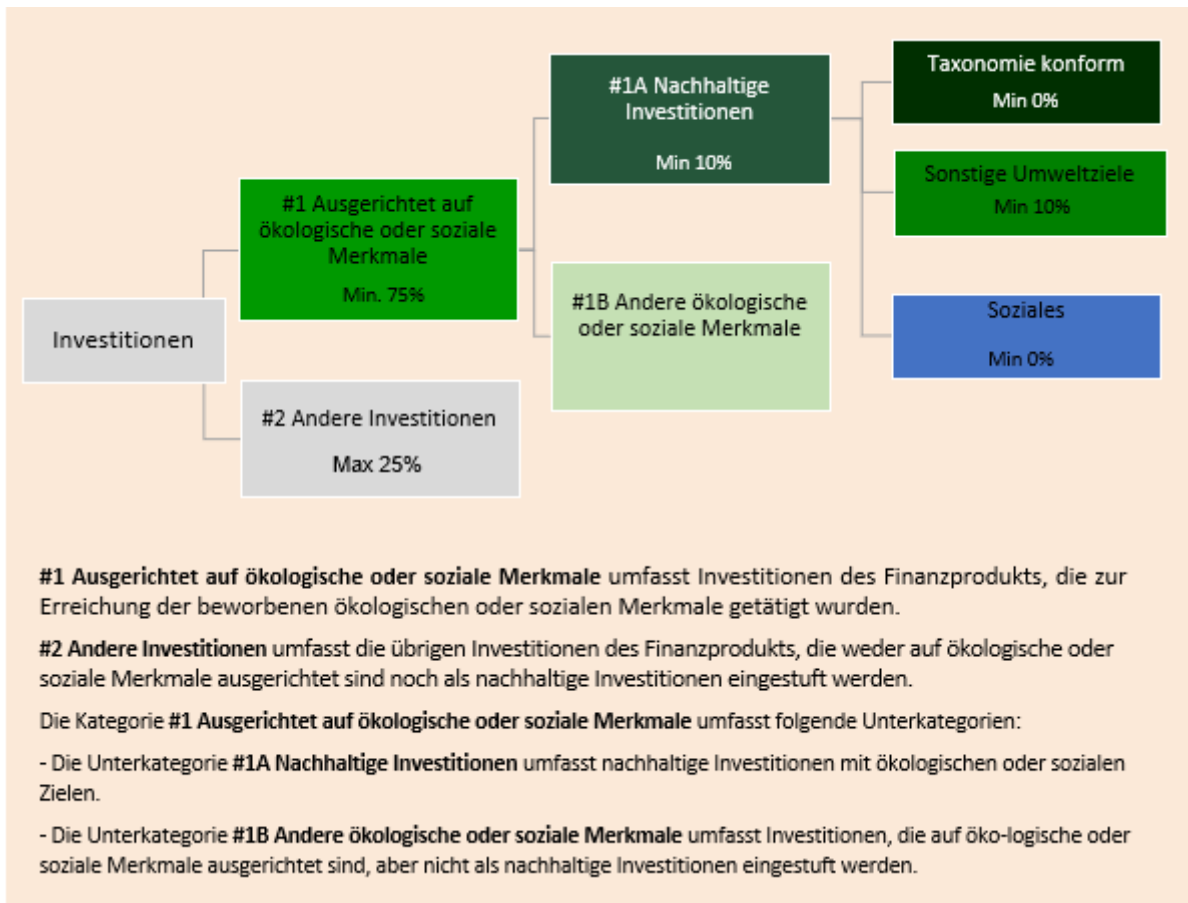 Investitionen
#1 Ausgerichtet auf
ökologische oder soziale
Merkmale
Min. 75%
#2 Andere Investitionen
Max 25%
#1A Nachhaltige
Investitionen
Min 10%
#1B Andere ökologische
oder soziale Merkmale
Taxonomie konform
Min 0%
Sonstige Umweltziele
Min 10%
Soziales
Min 0%
#1 Ausgerichtet auf ökologische oder soziale Merkmale umfasst Investitionen des Finanzprodukts, die zur
Erreichung der beworbenen ökologischen oder sozialen Merkmale getätigt wurden.
#2 Andere Investitionen umfasst die übrigen Investitionen des Finanzprodukts, die weder auf ökologische oder
soziale Merkmale ausgerichtet sind noch als nachhaltige Investitionen eingestuft werden.
Die Kategorie #1 Ausgerichtet auf ökologische oder soziale Merkmale umfasst folgende Unterkategorien:
- Die Unterkategorie #1A Nachhaltige Investitionen umfasst nachhaltige Investitionen mit ökologischen oder sozialen
Zielen.
- Die Unterkategorie #1B Andere ökologische oder soziale Merkmale umfasst Investitionen, die auf öko-logische oder
soziale Merkmale ausgerichtet sind, aber nicht als nachhaltige Investitionen eingestuft werden.